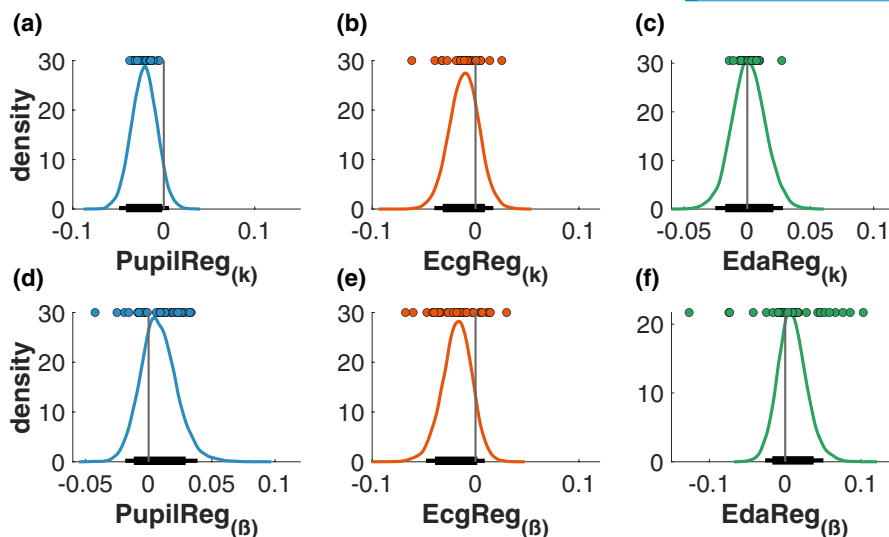 (a) (b) (c)
density
30 30 30
20 20 20
10 10 10
0 0 0
-0.1 0 0.1 -0.1 0 0.1 -0.05 0 0.05 0.1
PupilReg(k) EcgReg(k) EdaReg(k)
(d) (e) (f)
density
30 30 20
20 20 10
10 10 0
0 0
-0.05 0 0.05 0.1 -0.1 0 0.1 -0.1 0 0.1
PupilReg(ß) EcgReg(ß) EdaReg(ß)